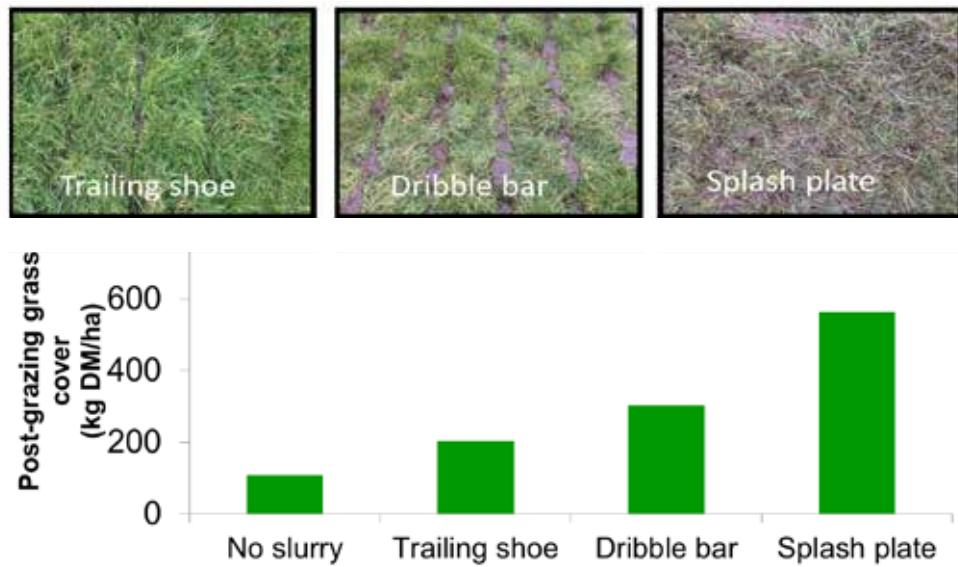 Trailing shoe
Dribble bar
Splash plate
Post-grazing grass
cover
(kg DM/ha)
600
400
200
0
No slurry
Trailing shoe
Dribble bar
Splash plate